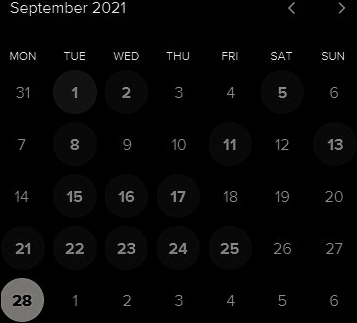 September 2021
MON TUE WED THU FRI SAT SUN
31 1 2 3 4 5 6
7 8 9 10 11 12 13
14 15 16 17 18 19 20
21 22 23 24 25 26 27
28 1 2 3 4 5 6